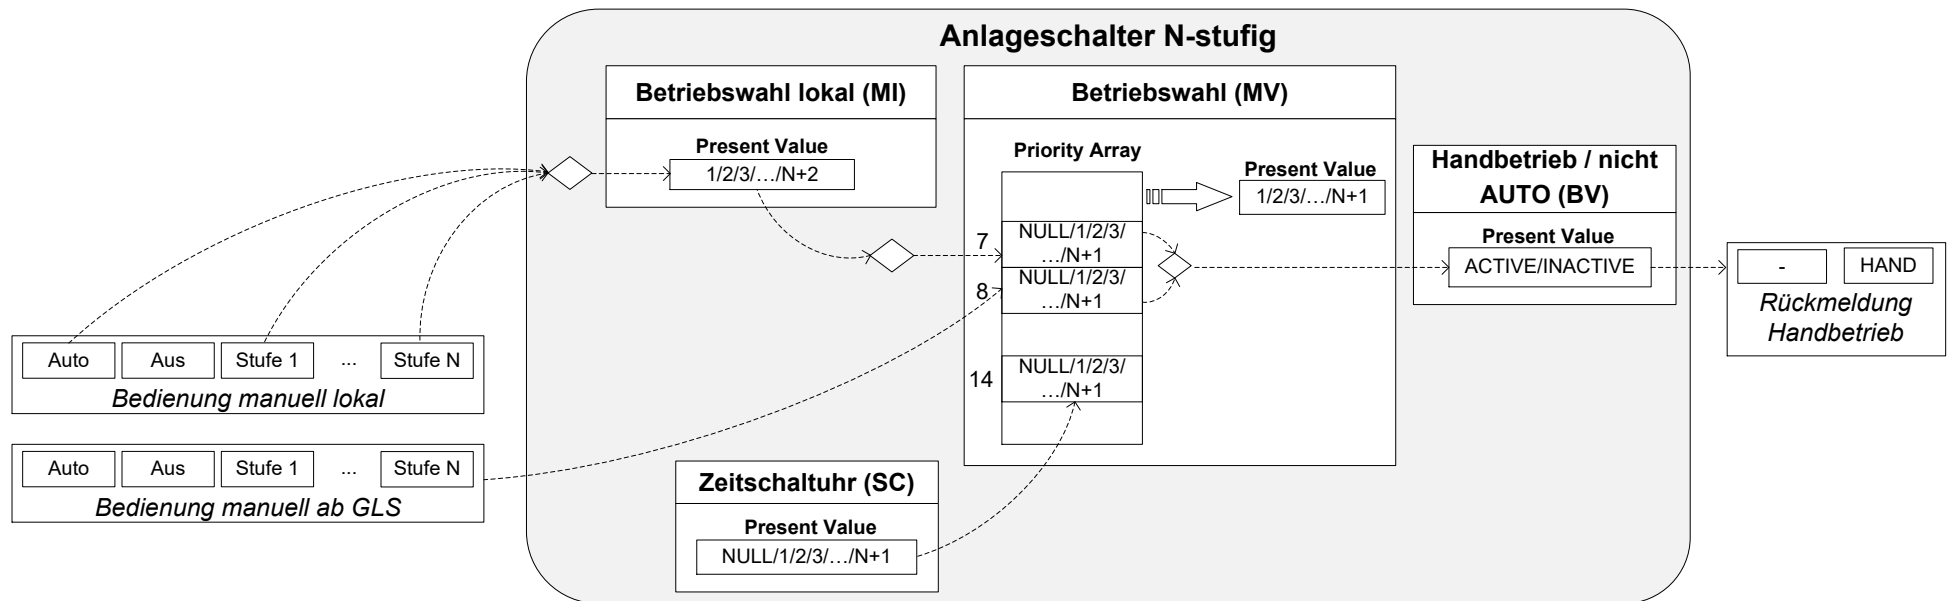 Anlageschalter N-stufig
Betriebswahl lokal (MI)
Present Value
1/2/3/…/N+2
Betriebswahl (MV)
Priority Array
Present Value
1/2/3/…/N+1
7
NULL/1/2/3/
…/N+1
8
NULL/1/2/3/
…/N+1
14
NULL/1/2/3/
…/N+1
Handbetrieb / nicht
AUTO (BV)
Present Value
ACTIVE/INACTIVE
- HAND
Rückmeldung
Handbetrieb
Auto Aus Stufe 1 ... Stufe N
Bedienung manuell lokal
Auto Aus Stufe 1 ... Stufe N
Bedienung manuell ab GLS
Zeitschaltuhr (SC)
Present Value
NULL/1/2/3/…/N+1